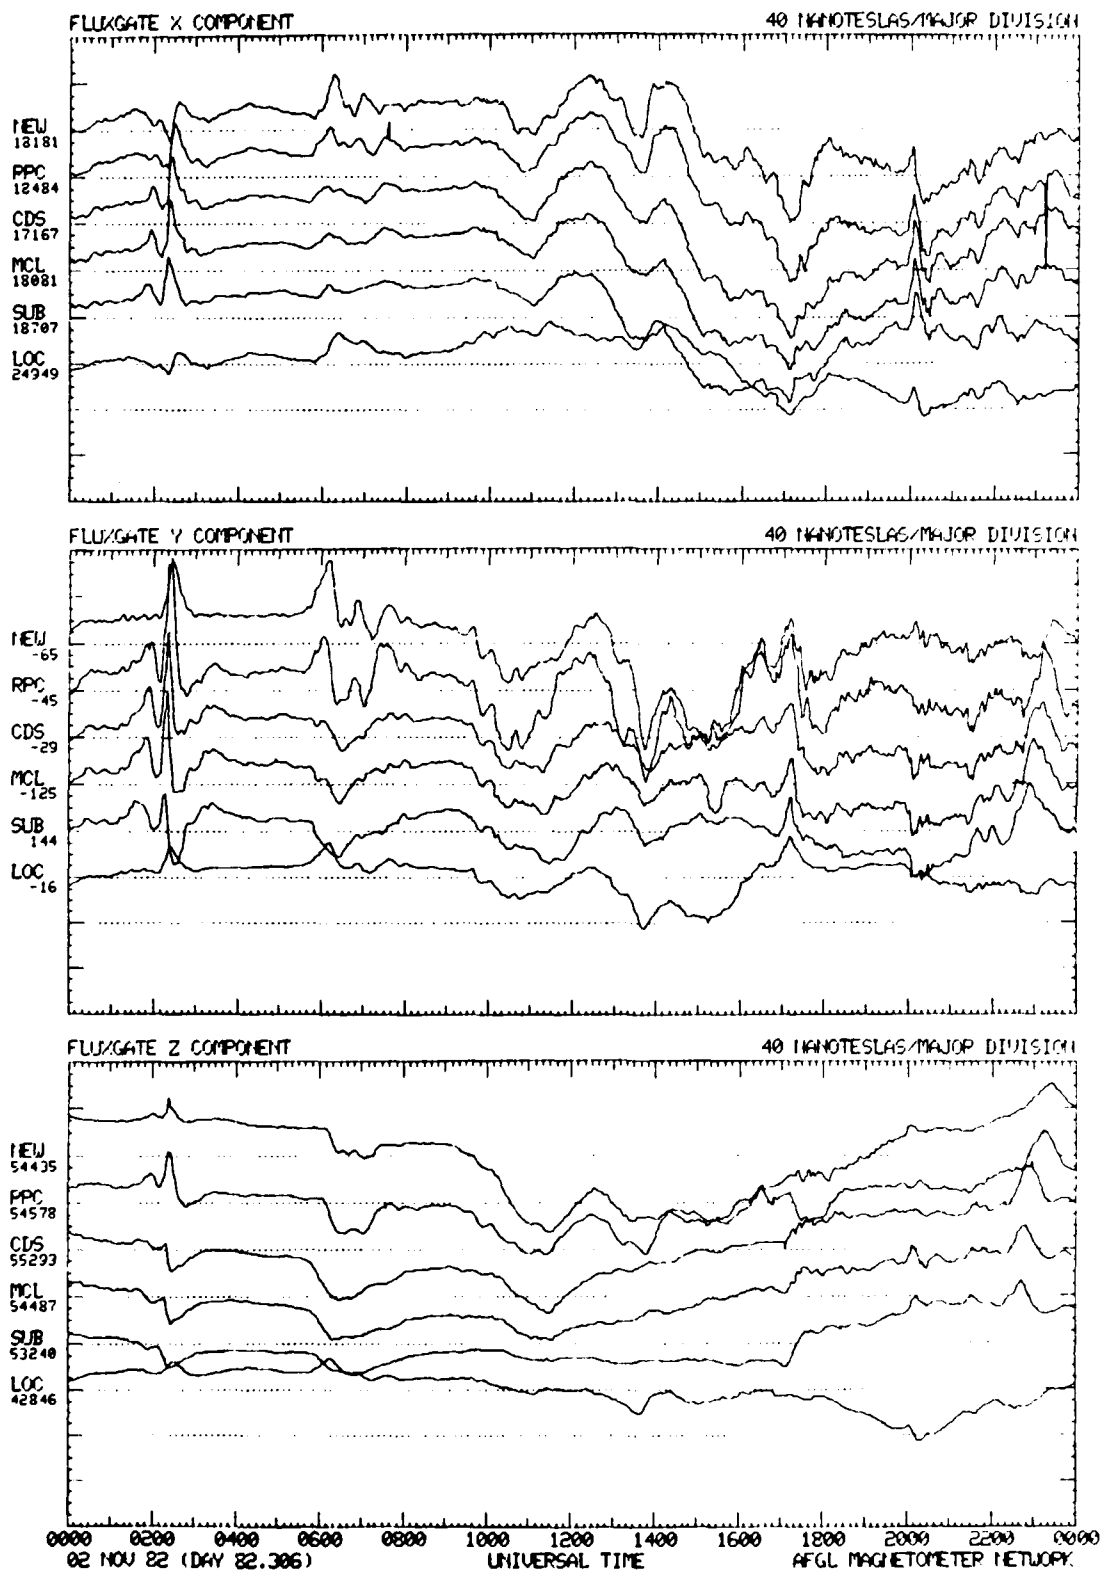 FLUXGATE X COMPONENT 40 NANOTESLAS/MAJOR DIVISION
NEW
18181
RPC
12484
CDS
17167
MCL
18081
SUB
18707
LOC
24949
FLUXGATE Y COMPONENT 40 NANOTESLAS/MAJOR DIVISION
NEW
-65
RPC
-45
CDS
-29
MCL
-125
SUB
144
LOC
-16
FLUXGATE Z COMPONENT 40 NANOTESLAS/MAJOR DIVISION
NEW
54435
RPC
54578
CDS
55293
MCL
54487
SUB
53240
LOC
42846
0000 0200 0400 0600 0800 1000 1200 1400 1600 1800 2000 2200 0000
02 NOV 82 (DAY 82.306) UNIVERSAL TIME AFGL MAGNETOMETER NETWORK